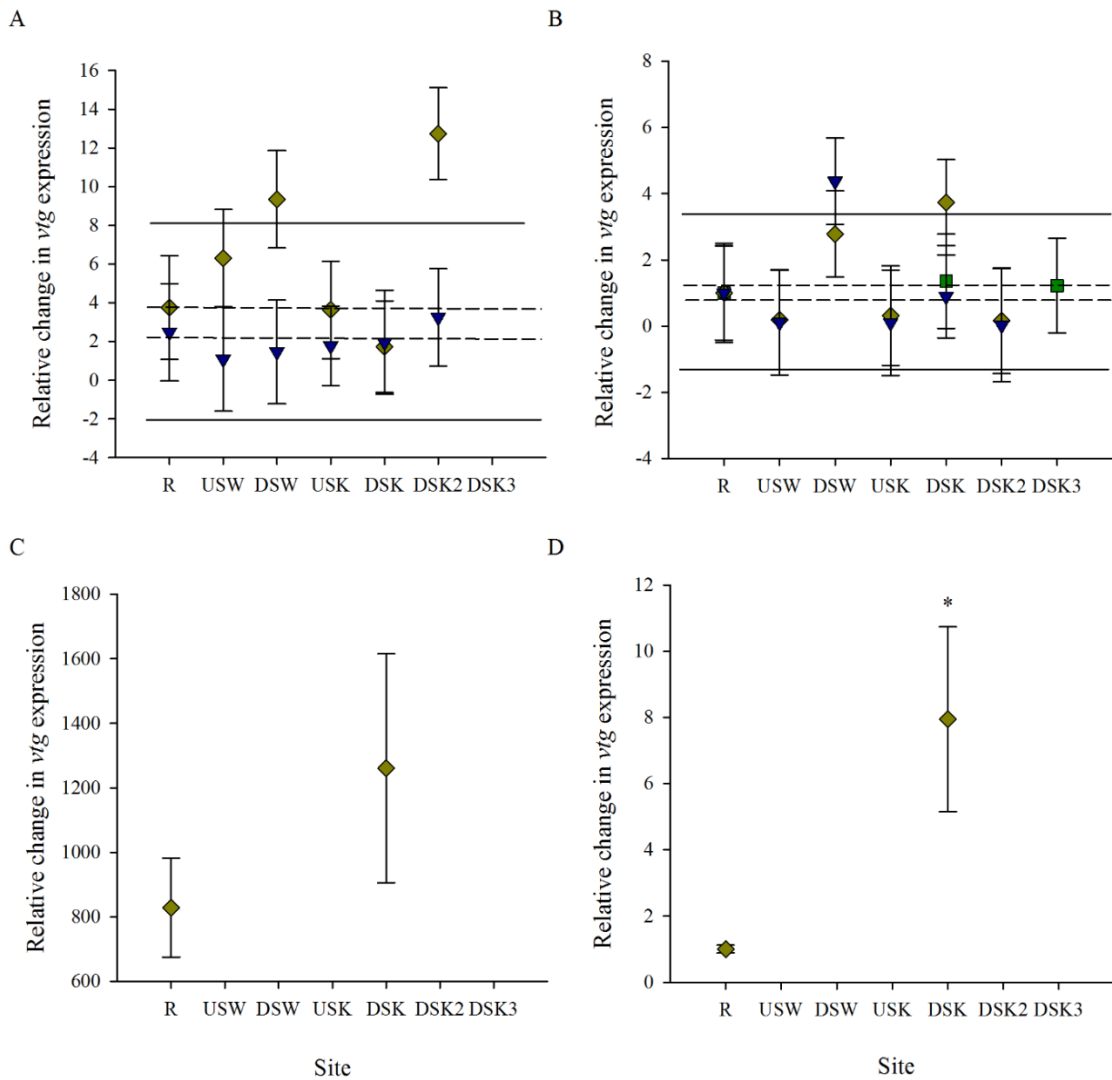 A
Relative change in vtg expression
16
14
12
10
8
6
4
2
0
-2
-4
R USW DSW USK DSK DSK2 DSK3
B
Relative change in vtg expression
8
6
4
2
0
-2
-4
R USW DSW USK DSK DSK2 DSK3
C
Relative change in vtg expression
1800
1600
1400
1200
1000
800
600
R USW DSW USK DSK DSK2 DSK3
Site
D
Relative change in vtg expression
12
10
8
6
4
2
0
*
R USW DSW USK DSK DSK2 DSK3
Site